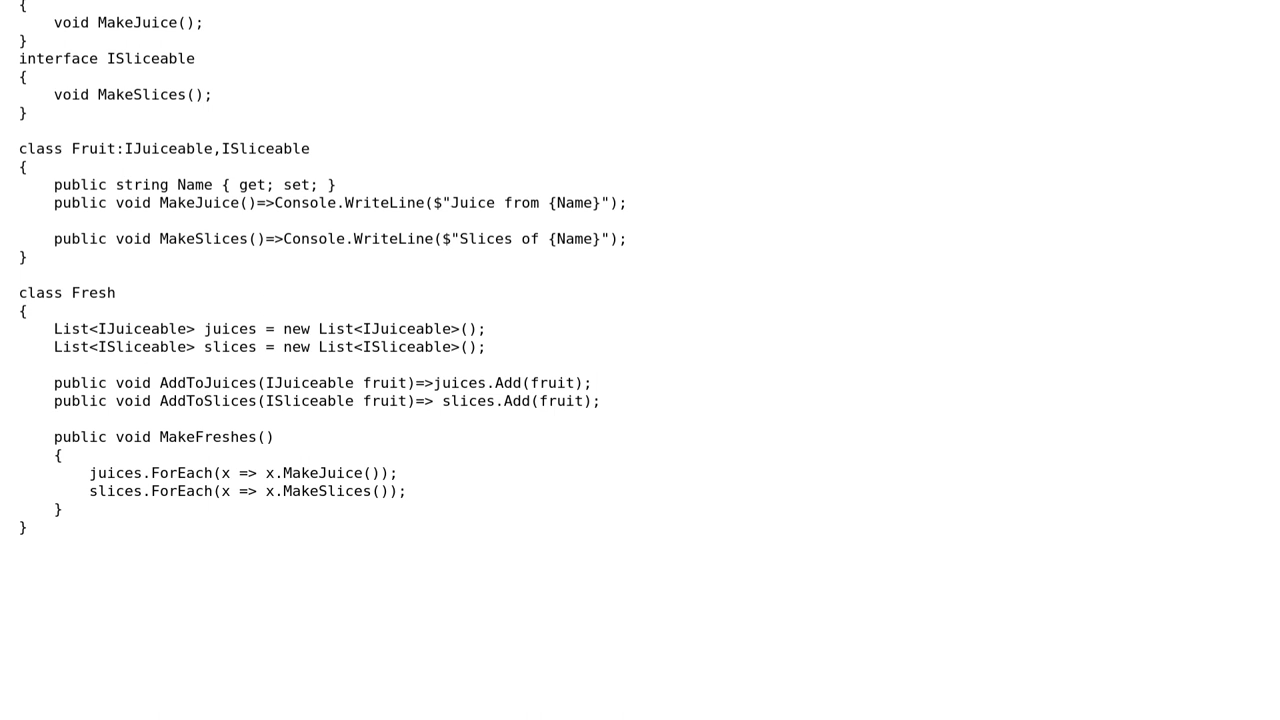 {
    void MakeJuice();
}
interface ISliceable
{
    void MakeSlices();
}

class Fruit:IJuiceable,ISliceable
{
    public string Name { get; set; }
    public void MakeJuice()=>Console.WriteLine($"Juice from {Name}");

    public void MakeSlices()=>Console.WriteLine($"Slices of {Name}");
}

class Fresh
{
    List<IJuiceable> juices = new List<IJuiceable>();
    List<ISliceable> slices = new List<ISliceable>();

    public void AddToJuices(IJuiceable fruit)=>juices.Add(fruit);
    public void AddToSlices(ISliceable fruit)=> slices.Add(fruit);

    public void MakeFreshes()
    {
        juices.ForEach(x => x.MakeJuice());
        slices.ForEach(x => x.MakeSlices());
    }
}